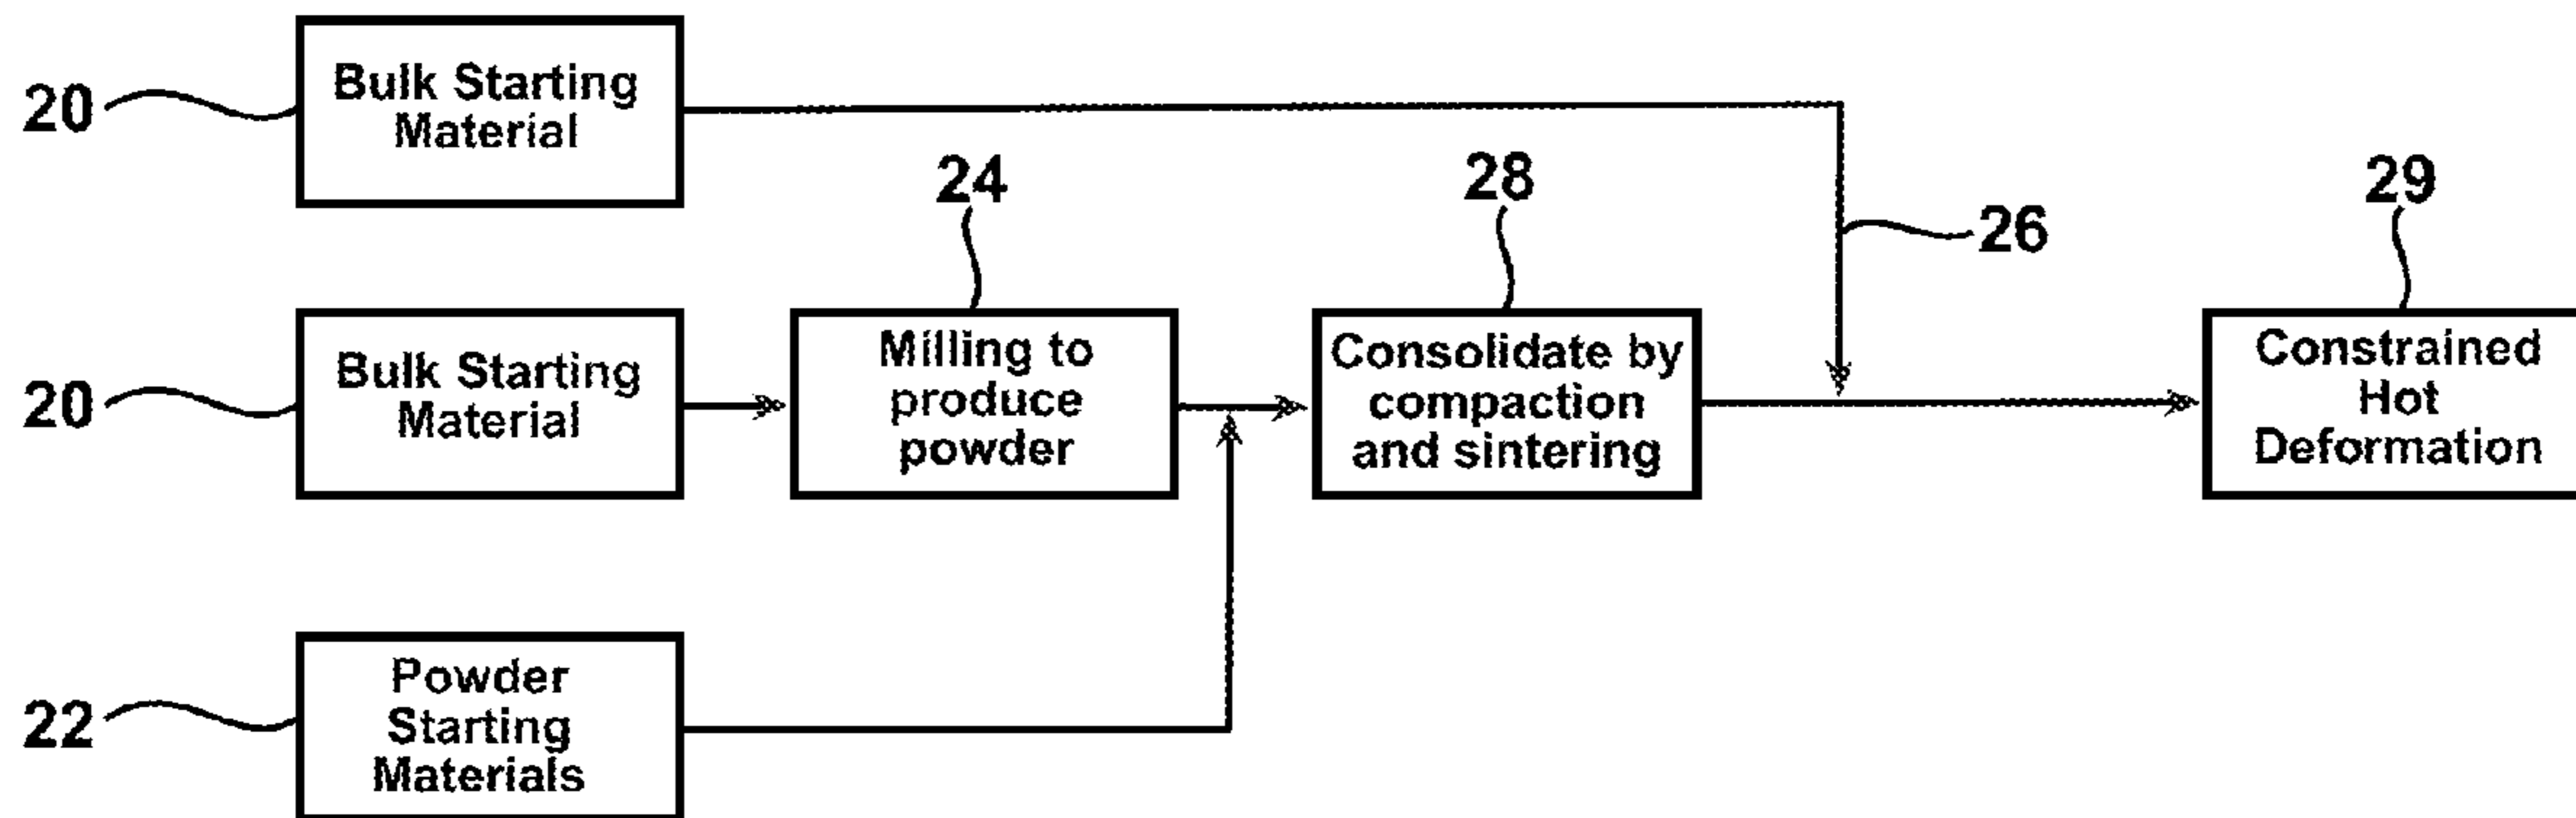 20
Bulk Starting
Material
24
28
26
29
20
Bulk Starting
Material
Milling to
produce
powder
Consolidate by
compaction
and sintering
Constrained
Hot
Deformation
22
Powder
Starting
Materials